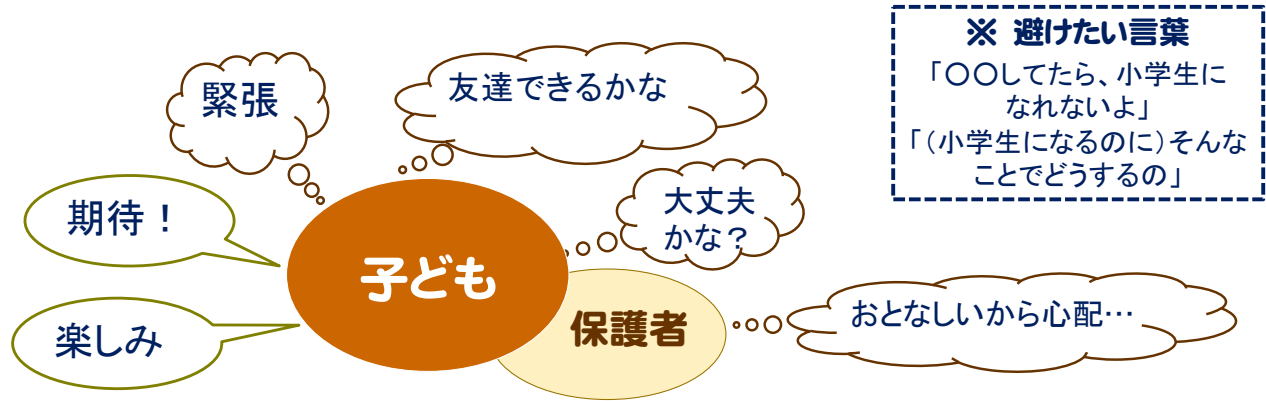 緊張
友達できるかな
※ 避けたい言葉
「〇〇してたら、小学生に
なれないよ」
「（小学生になるのに）そんな
ことでどうするの」
期待！
大丈夫
かな？
子ども
楽しみ
保護者
おとなしいから心配…